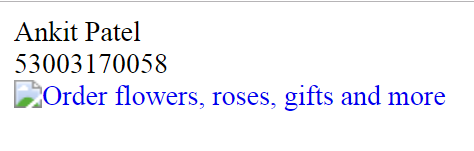 Ankit Patel
53003170058
Order flowers, roses, gifts and more